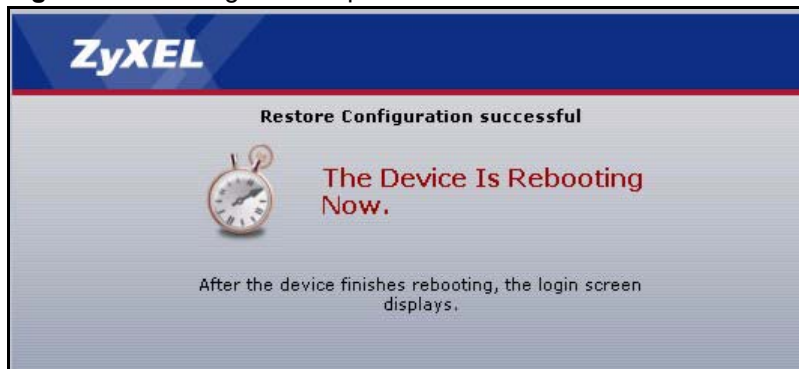 ZyXEL
Restore Configuration successful
The Device Is Rebooting
Now.
After the device finishes rebooting, the login screen
displays.